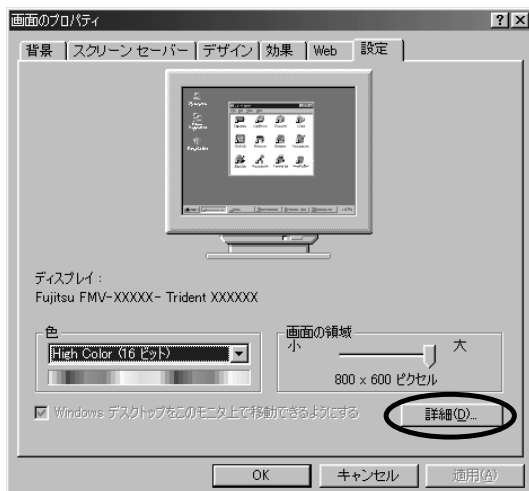 画面のプロパティ
背景 スクリーン セーバー デザイン 効果 Web 設定
ディスプレイ :
Fujitsu FMV-XXXXX- Trident XXXXXX
色
High Color (16 ビット)
画面の領域
小 大
800 x 600 ピクセル
Windows デスクトップをこのモニタ上で移動できるようにする
詳細(D)...
OK キャンセル 適用(A)